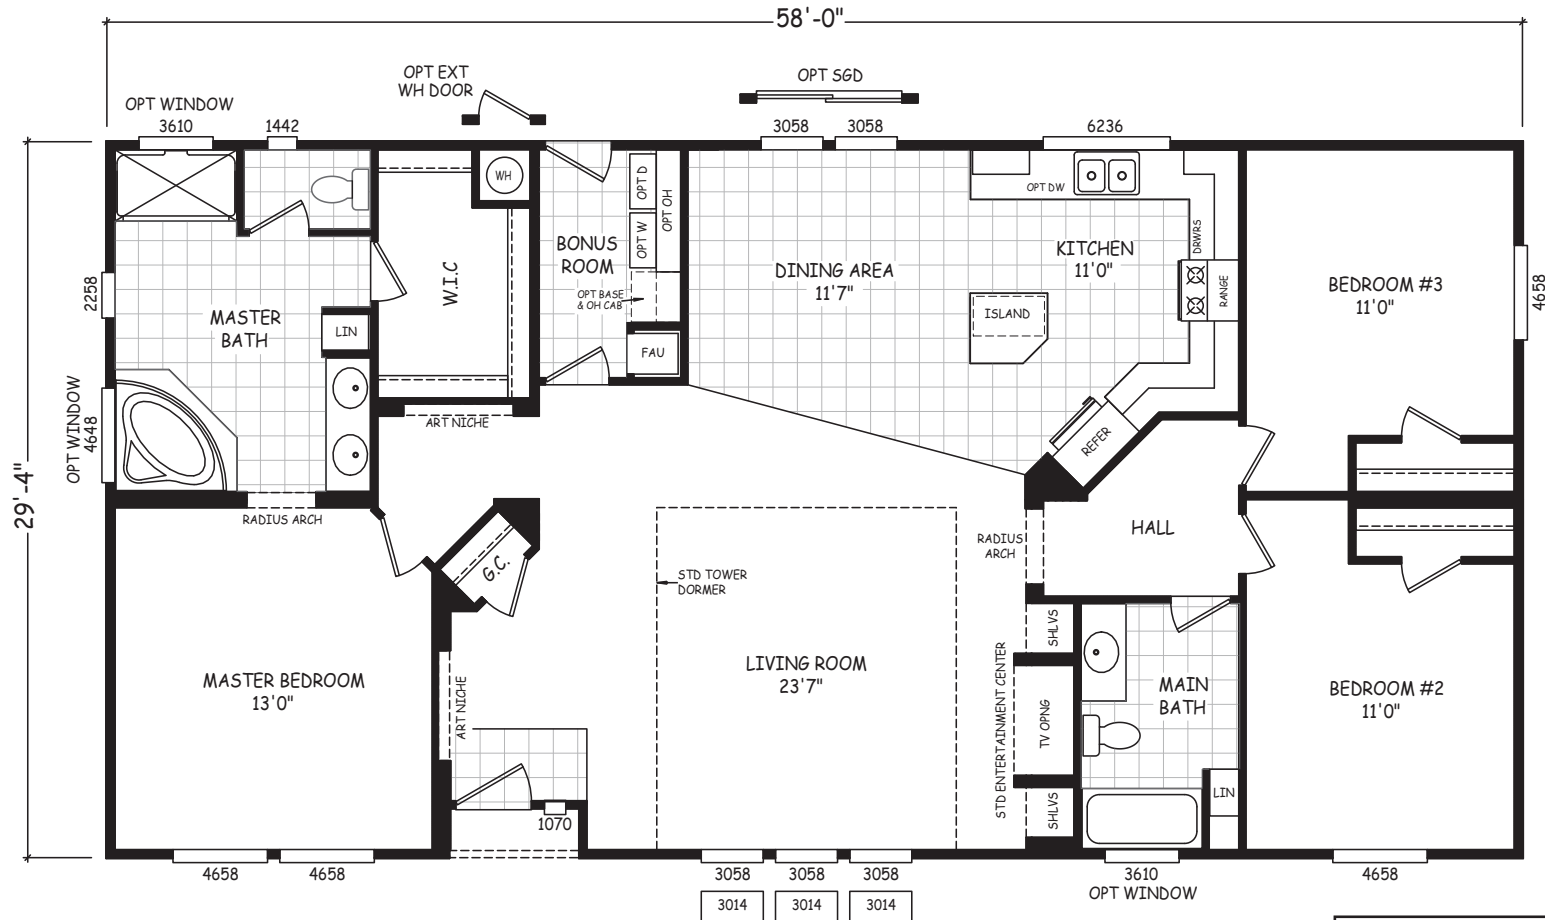 58'-0"
OPT EXT
WH DOOR
OPT SGD
OPT WINDOW
3610
1442
3058
3058
6236
WH
OPT D
OPT OH
OPT W
OPT DW
DRWRS
RANGE
BONUS
ROOM
KITCHEN
11'0"
DINING AREA
11'7"
BEDROOM #3
11'0"
4658
2258
W.I.C
OPT BASE
& OH CAB
ISLAND
MASTER
BATH
LIN
FAU
OPT WINDOW
4648
ART NICHE
REFER
29'-4"
RADIUS ARCH
HALL
RADIUS
ARCH
G.C.
STD TOWER
DORMER
SHLVS
LIVING ROOM
23'7"
MASTER BEDROOM
13'0"
ART NICHE
STD ENTERTAINMENT CENTER
TV OPNG
MAIN
BATH
BEDROOM #2
11'0"
LIN
SHLVS
1070
4658
4658
3058
3058
3058
3610
OPT WINDOW
4658
3014
3014
3014